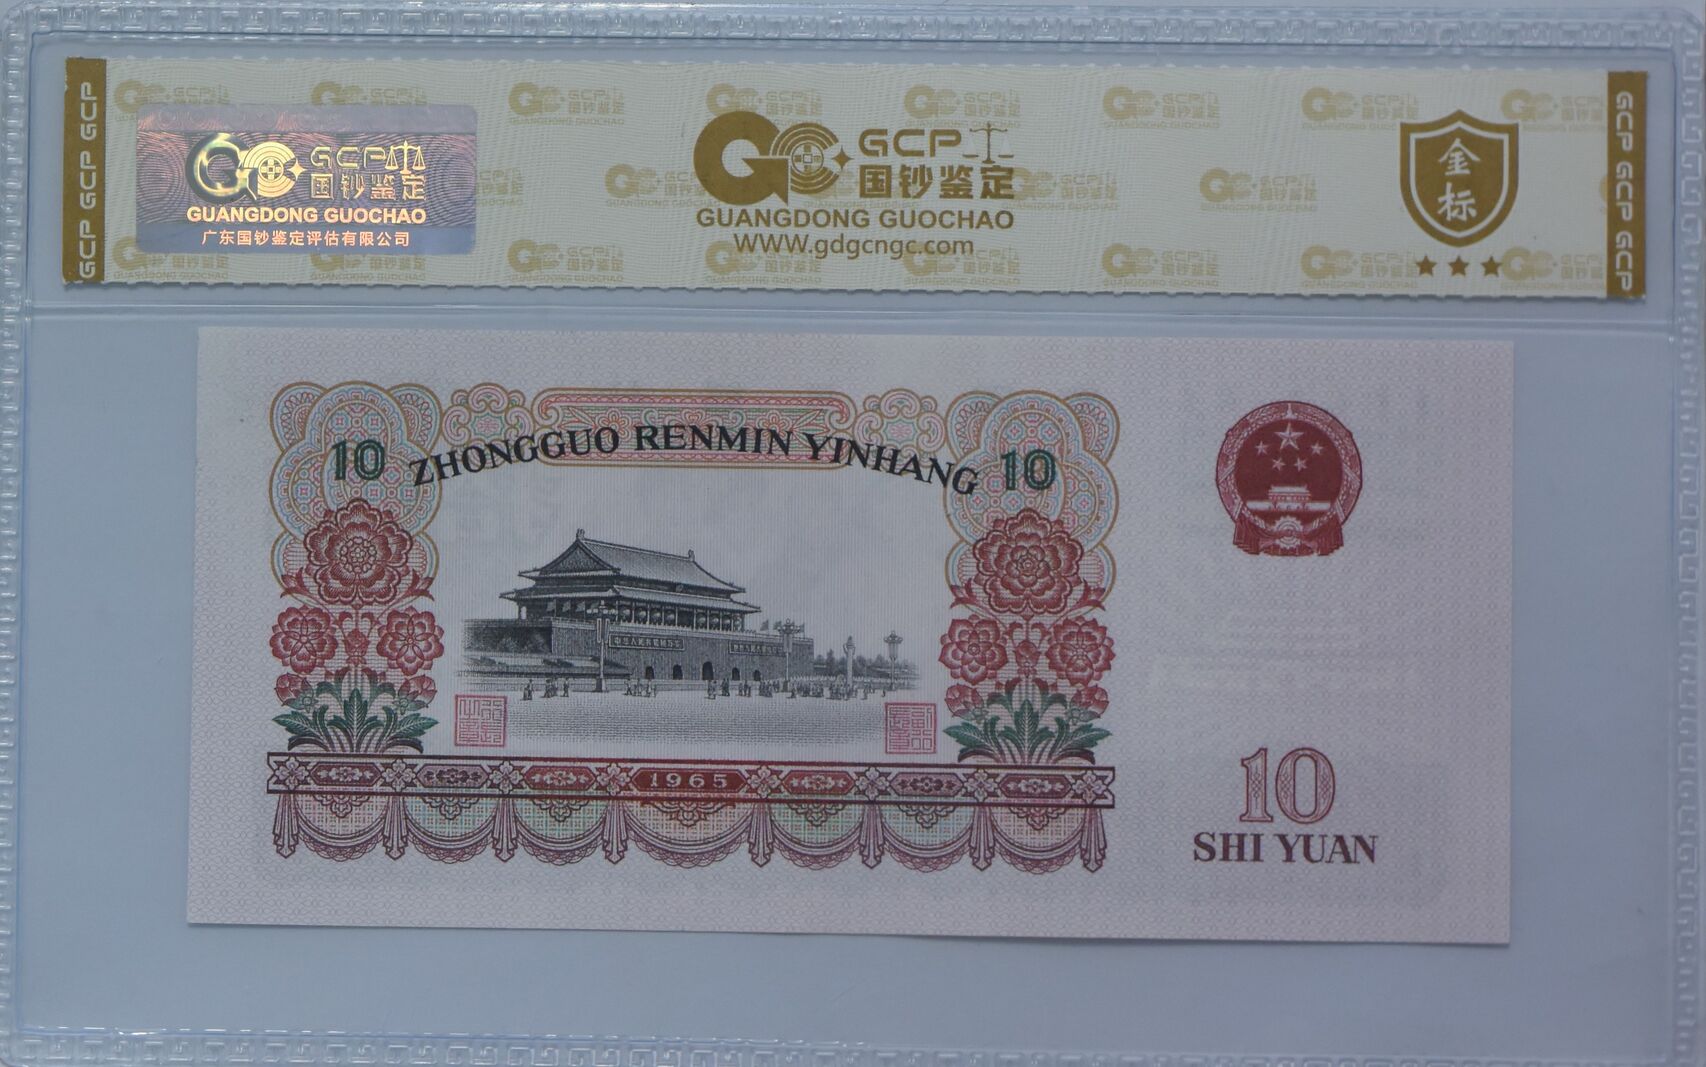 GCP GCP GCP GCP
GCP
国钞鉴定
GUANGDONG GUOCHAO
广东国钞鉴定评估有限公司
GCP
国钞鉴定
GUANGDONG GUOCHAO
WWW.gdgcngc.com
金
标
GCP GCP GCP GCP
10
ZHONGGUO RENMIN YINHANG
10
1965
10
SHI YUAN